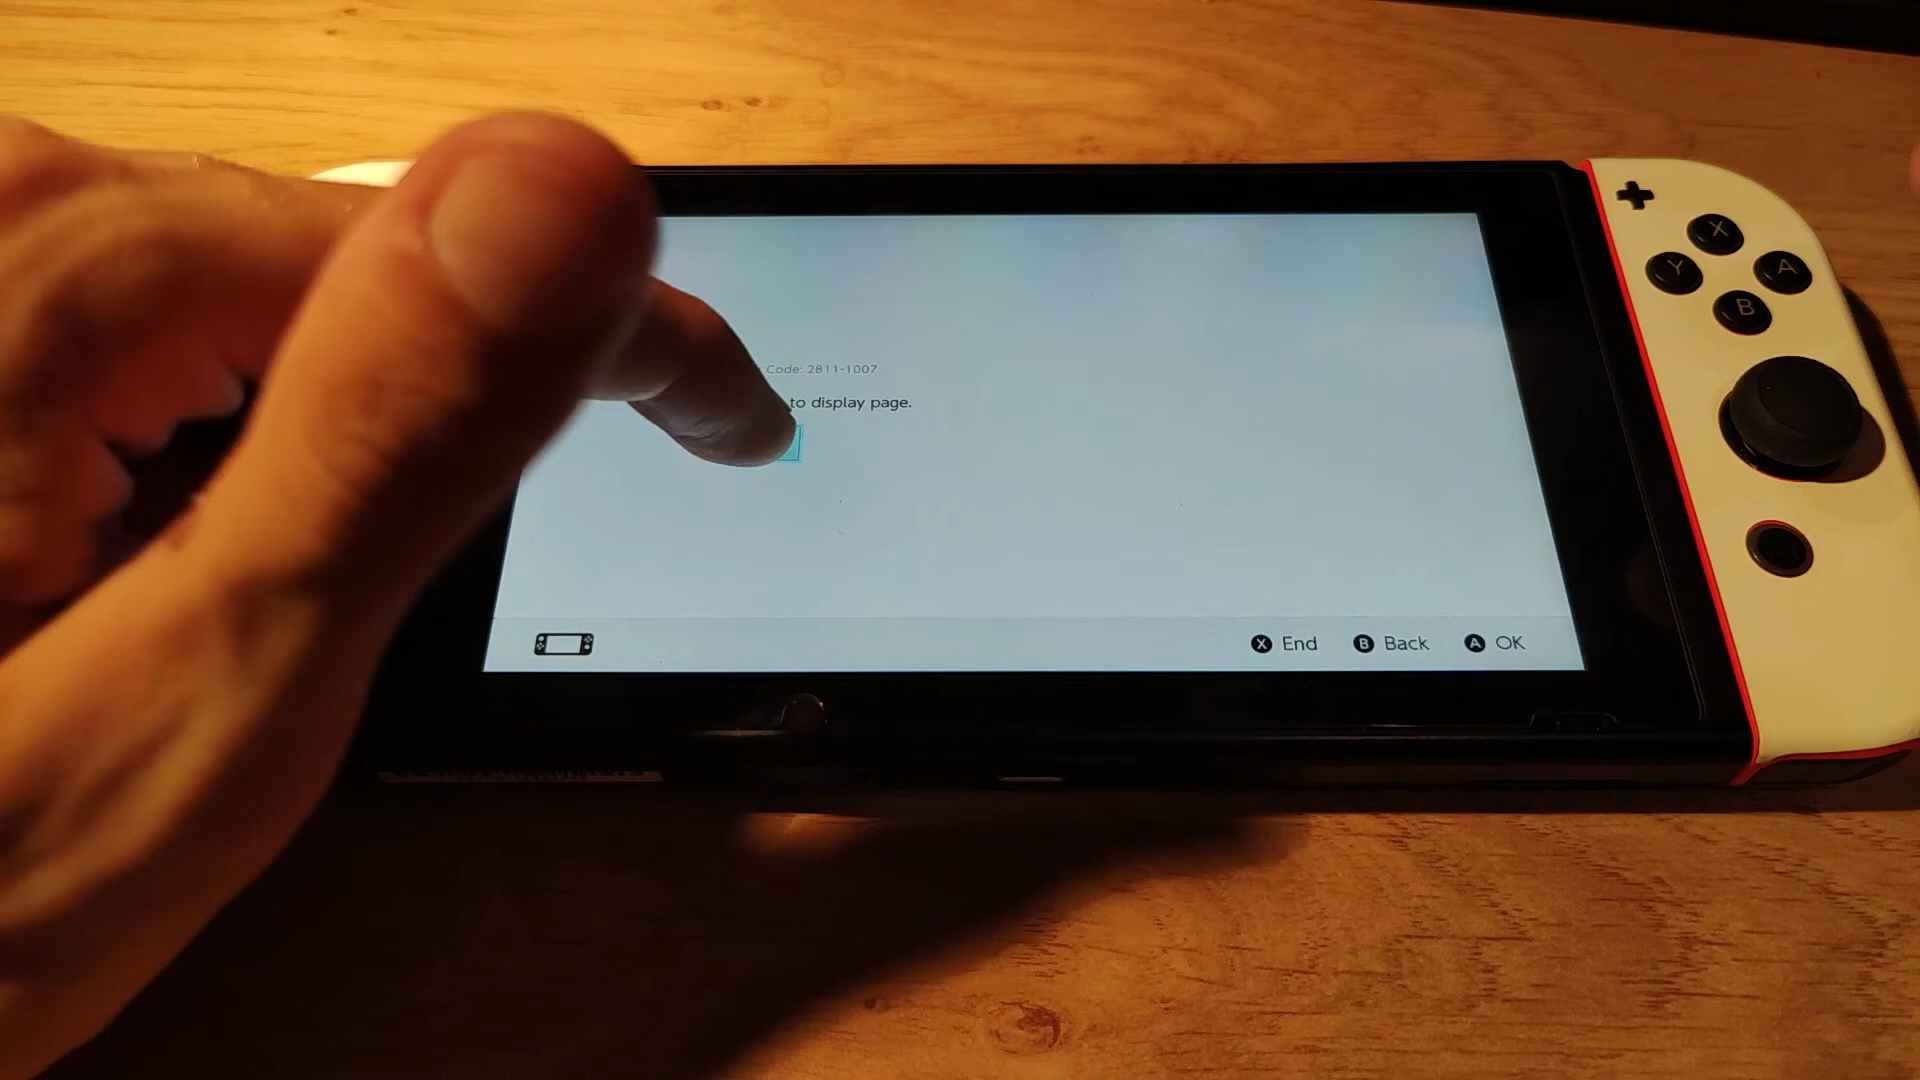 Code: 2811-1007
to display page.
X End B Back A OK
X
Y A
B